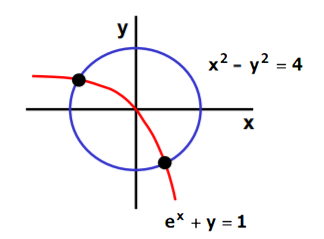 y
x² - y² = 4
x
eˣ + y = 1